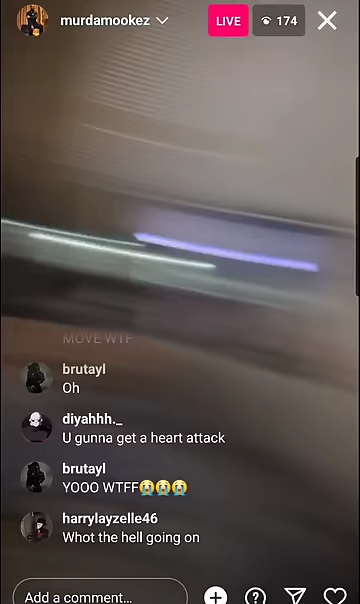 murdamookez
LIVE
174
MOVE WTF
brutayl
Oh
diyahhh._
U gunna get a heart attack
brutayl
YOOO WTFF😭😭😭
harrylayzelle46
Whot the hell going on
Add a comment...